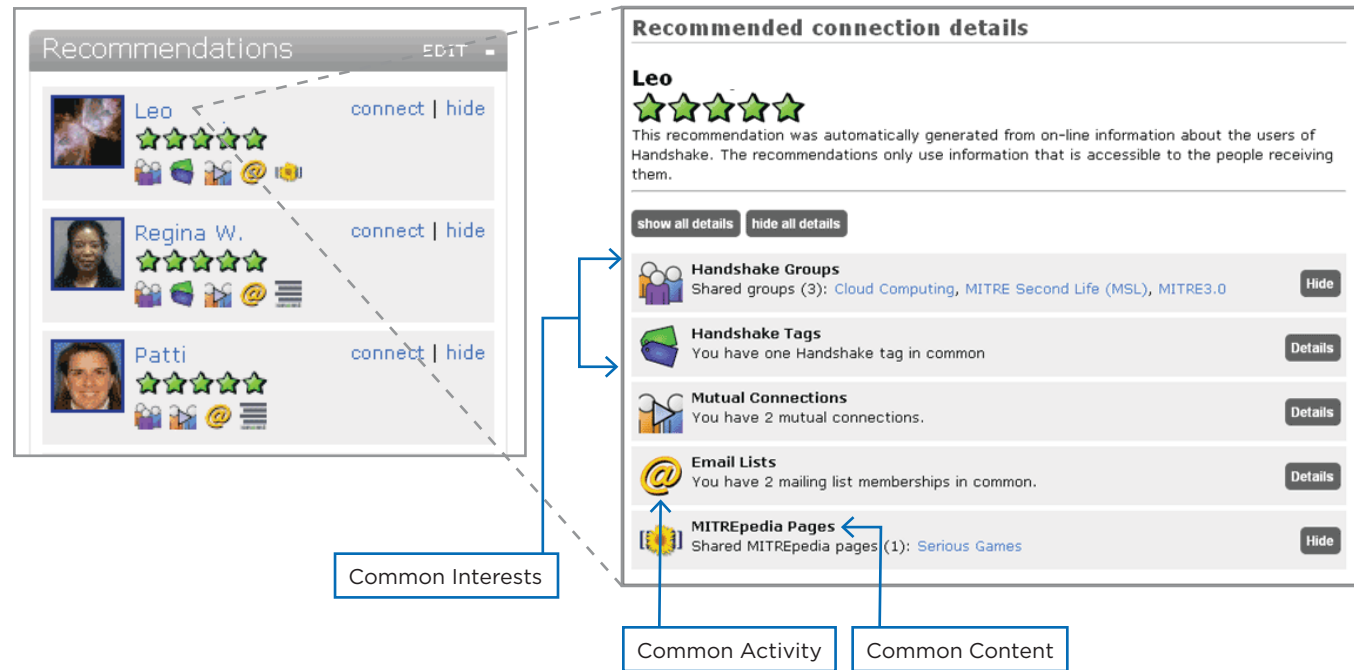 Recommendations EDIT -
Leo connect | hide
Regina W. connect | hide
Patti connect | hide
Recommended connection details
Leo
This recommendation was automatically generated from on-line information about the users of
Handshake. The recommendations only use information that is accessible to the people receiving
them.
show all details hide all details
Handshake Groups
Shared groups (3): Cloud Computing, MITRE Second Life (MSL), MITRE3.0
Hide
Handshake Tags
You have one Handshake tag in common
Details
Mutual Connections
You have 2 mutual connections.
Details
Email Lists
You have 2 mailing list memberships in common.
Details
MITREpedia Pages
Shared MITREpedia pages (1): Serious Games
Hide
Common Interests
Common Activity
Common Content